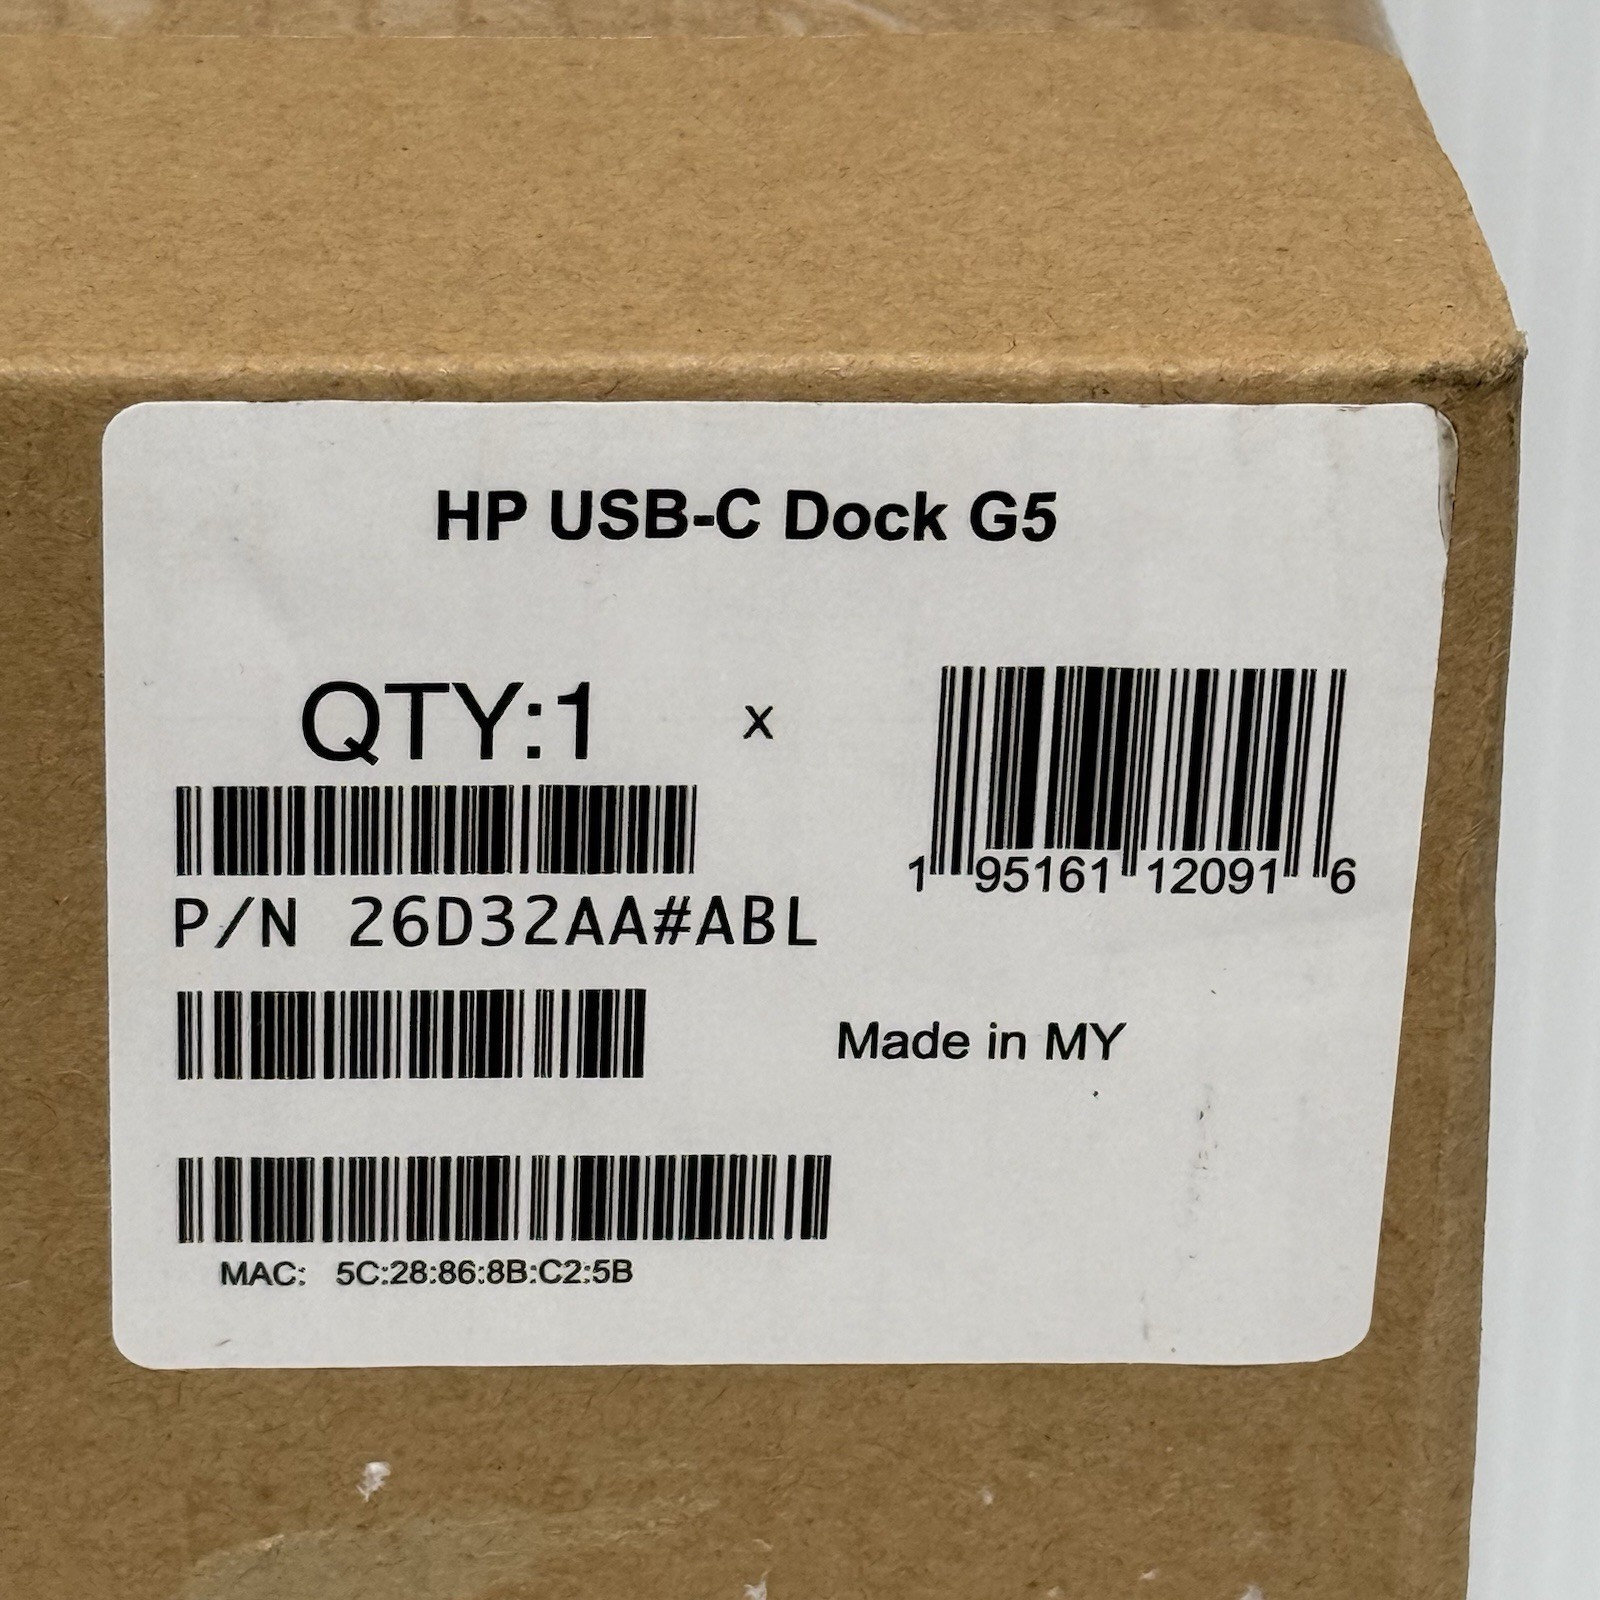 HP USB-C Dock G5
QTY:1 x
1 95161 12091 6
P/N 26D32AA#ABL
Made in MY
MAC: 5C:28:86:8B:C2:5B